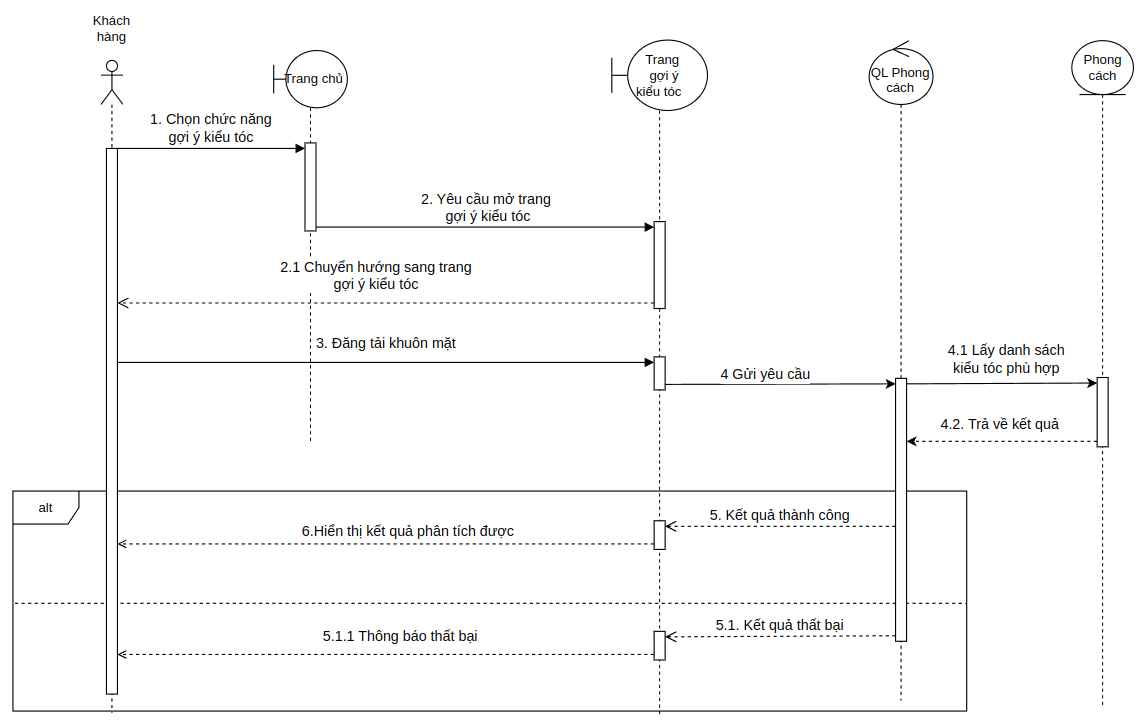 Khách
hàng
Trang chủ
Trang
gợi ý
kiểu tóc
QL Phong
cách
Phong
cách
1. Chọn chức năng
gợi ý kiểu tóc
2. Yêu cầu mở trang
gợi ý kiểu tóc
2.1 Chuyển hướng sang trang
gợi ý kiểu tóc
3. Đăng tải khuôn mặt
4 Gửi yêu cầu
4.1 Lấy danh sách
kiểu tóc phù hợp
4.2. Trả về kết quả
alt
5. Kết quả thành công
6.Hiển thị kết quả phân tích được
5.1. Kết quả thất bại
5.1.1 Thông báo thất bại